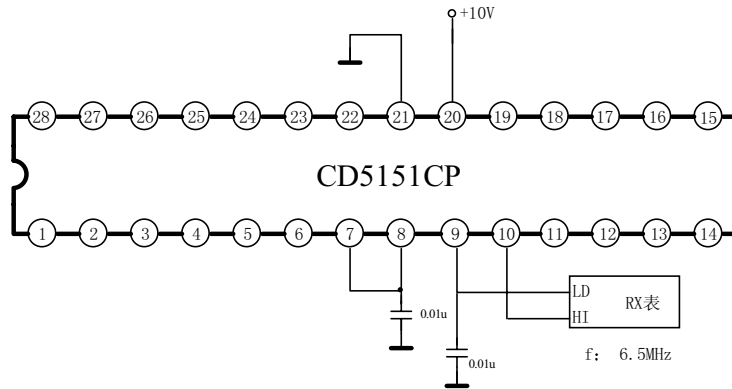 +10V
28 27 26 25 24 23 22 21 20 19 18 17 16 15
CD5151CP
1 2 3 4 5 6 7 8 9 10 11 12 13 14
LD
RX表
HI
0.01u
0.01u
f: 6.5MHz